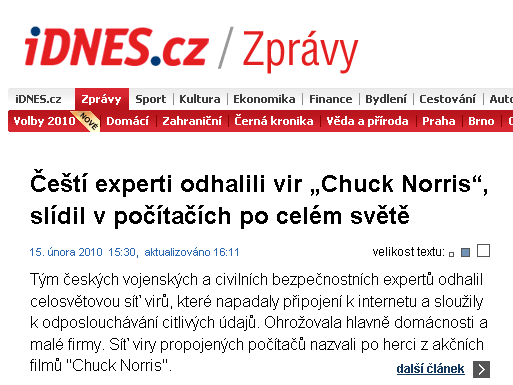 iDNES.cz / Zprávy
iDNES.cz Zprávy Sport Kultura Ekonomika Finance Bydlení Cestování
Volby 2010 NOVÉ Domácí Zahraniční Černá kronika Věda a příroda Praha Brno
Čeští experti odhalili vir „Chuck Norris“,
slídil v počítačích po celém světě
15. února 2010 15:30, aktualizováno 16:11 velikost textu:
Tým českých vojenských a civilních bezpečnostních expertů odhalil
celosvětovou síť virů, které napadaly připojení k internetu a sloužily
k odposlouchávání citlivých údajů. Ohrožovala hlavně domácnosti a
malé firmy. Síť viry propojených počítačů nazvali po herci z akčních
filmů "Chuck Norris".
další článek